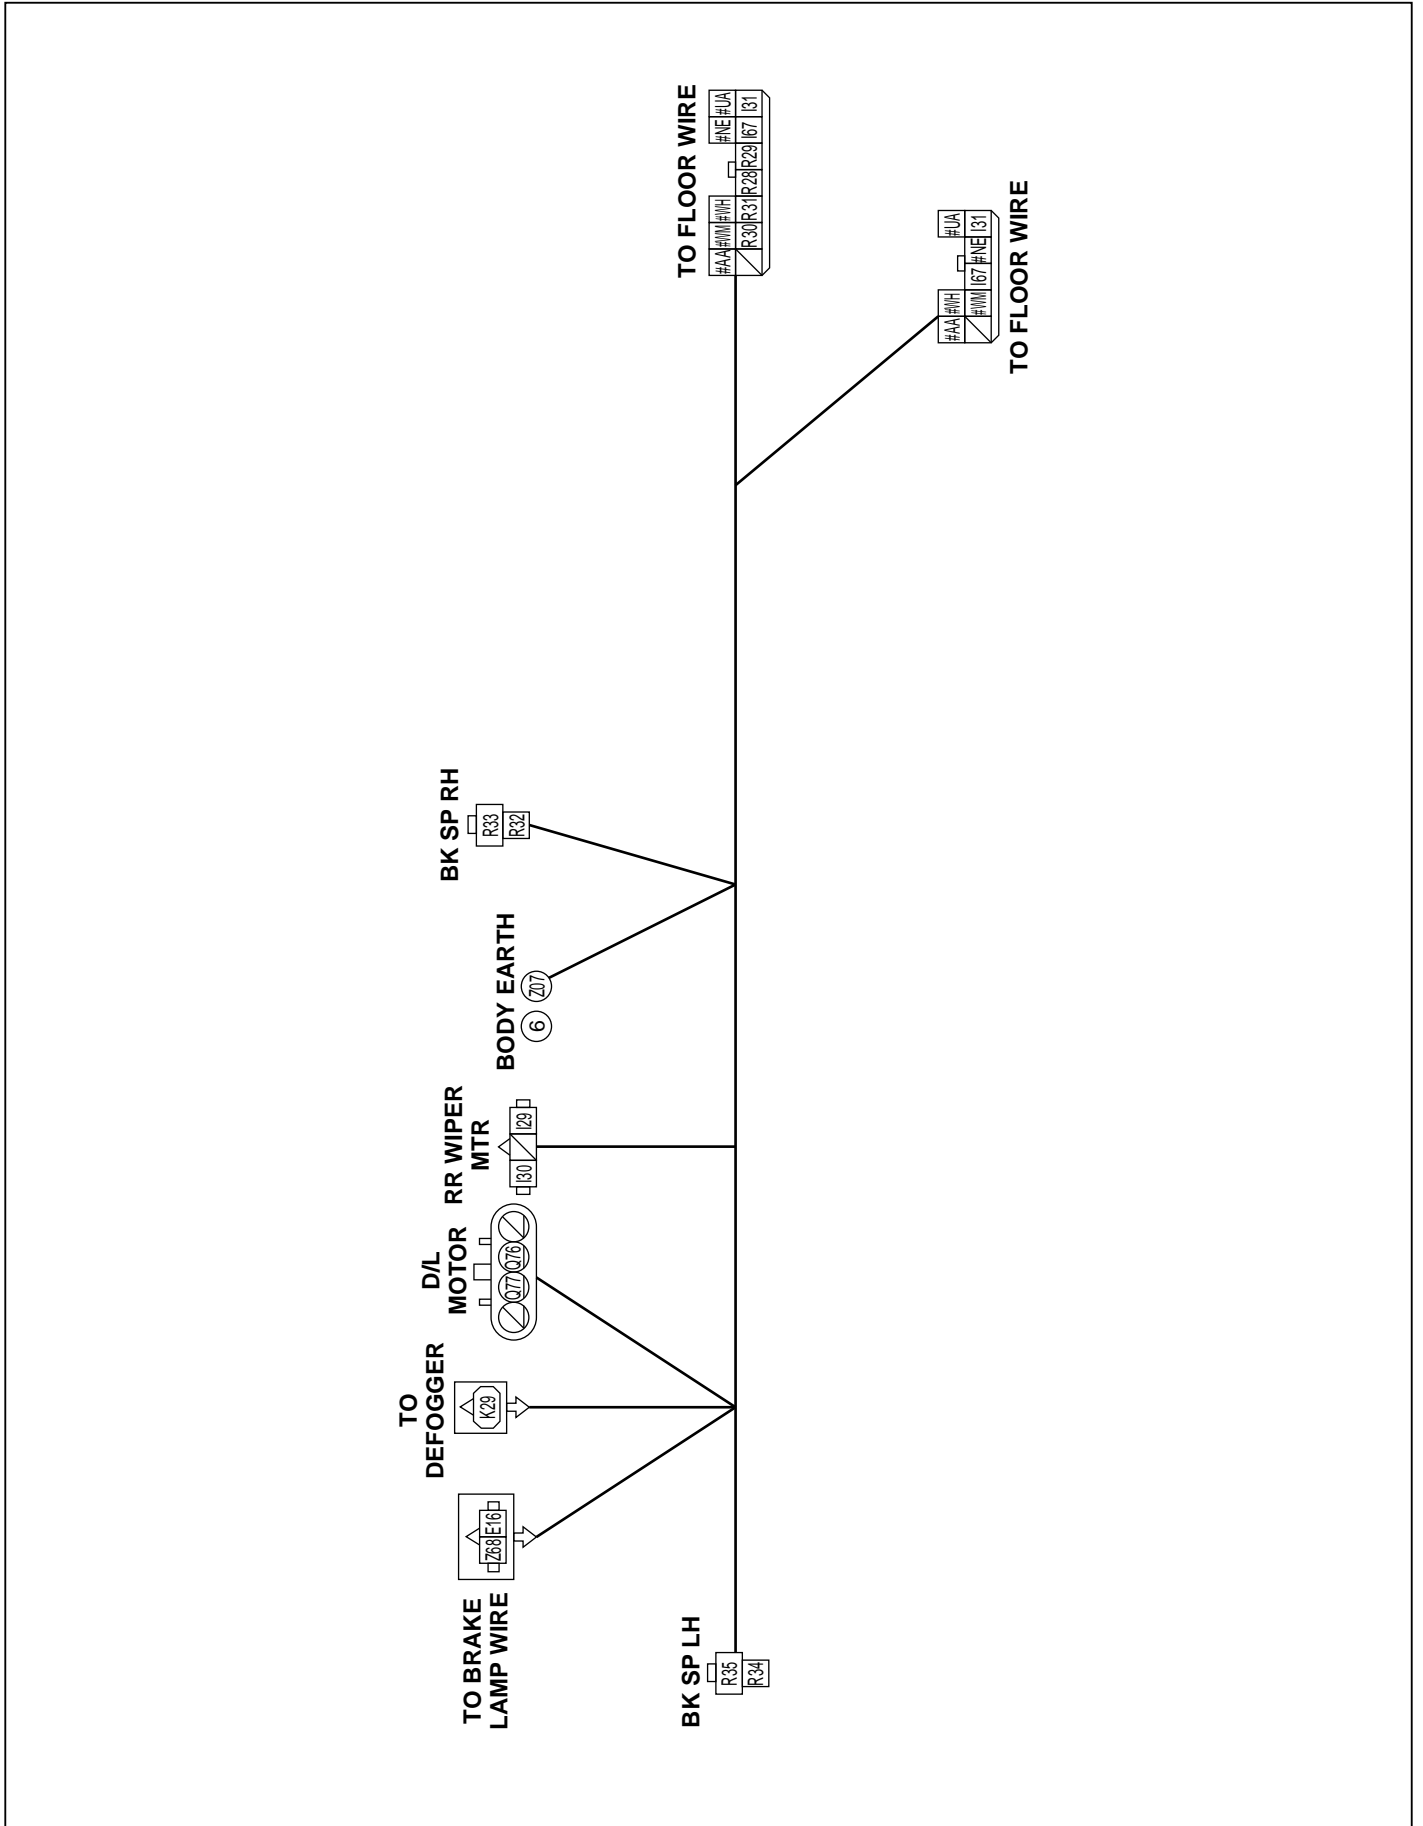 TO BRAKE
LAMP WIRE
Z68 E16
TO
DEFOGGER
K29
D/L
MOTOR
Q77 Q76
RR WIPER
MTR
I30 I29
BODY EARTH
6 Z07
BK SP RH
R33
R32
BK SP LH
R35
R34
TO FLOOR WIRE
#AA #WM #WH #NE #UA
R30 R31 R28 R29 I67 I31
#AA #WH #UA
#WM I67 #NE I31
TO FLOOR WIRE